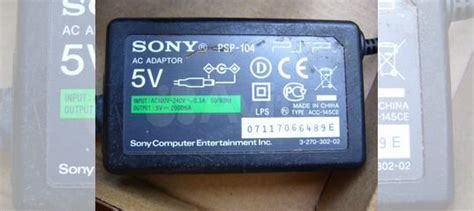 SONY® PSP-104
AC ADAPTOR
5V
INPUT:AC100V-240V~0.3A 50/60Hz
OUTPUT:5V⎓2000mA
LPS
MADE IN CHINA
TYPE: ACC-145CE
07117066489E
Sony Computer Entertainment Inc.
3-270-302-02